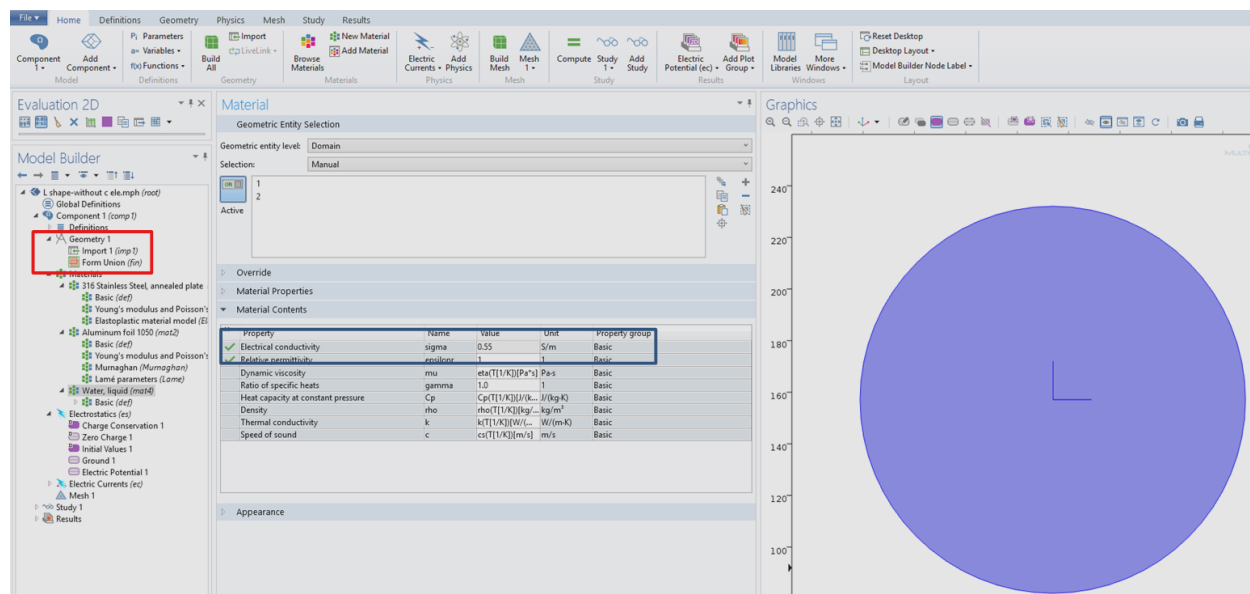 File ▾ Home Definitions Geometry Physics Mesh Study Results
Component 1 ▾
Add Component ▾
Model
Pi Parameters
a= Variables ▾
f(x) Functions ▾
Definitions
Build All
Import
LiveLink ▾
Geometry
Browse Materials
New Material
Add Material
Materials
Electric Currents ▾
Add Physics
Physics
Build Mesh
Mesh 1 ▾
Mesh
Compute
Study 1 ▾
Add Study
Study
Electric Potential (ec) ▾
Add Plot Group ▾
Results
Model Libraries
More Windows ▾
Windows
Reset Desktop
Desktop Layout ▾
Model Builder Node Label ▾
Layout
Evaluation 2D
Model Builder
L shape-without c ele.mph (root)
Global Definitions
Component 1 (comp1)
Definitions
Geometry 1
Import 1 (imp1)
Form Union (fin)
Materials
316 Stainless Steel, annealed plate
Basic (def)
Young's modulus and Poisson's
Elastoplastic material model (El
Aluminum foil 1050 (mat2)
Basic (def)
Young's modulus and Poisson's
Murnaghan (Murnaghan)
Lamé parameters (Lame)
Water, liquid (mat4)
Basic (def)
Electrostatics (es)
Charge Conservation 1
Zero Charge 1
Initial Values 1
Ground 1
Electric Potential 1
Electric Currents (ec)
Mesh 1
Study 1
Results
Material
Geometric Entity Selection
Geometric entity level: Domain
Selection: Manual
ON
Active
1
2
Override
Material Properties
Material Contents
Property Name Value Unit Property group
Electrical conductivity sigma 0.55 S/m Basic
Relative permittivity epsilonr 1 1 Basic
Dynamic viscosity mu eta(T[1/K])[Pa*s] Pa·s Basic
Ratio of specific heats gamma 1.0 1 Basic
Heat capacity at constant pressure Cp Cp(T[1/K])[J/(k... J/(kg·K) Basic
Density rho rho(T[1/K])[kg/... kg/m³ Basic
Thermal conductivity k k(T[1/K])[W/(... W/(m·K) Basic
Speed of sound c cs(T[1/K])[m/s] m/s Basic
Appearance
Graphics
240
220
200
180
160
140
120
100